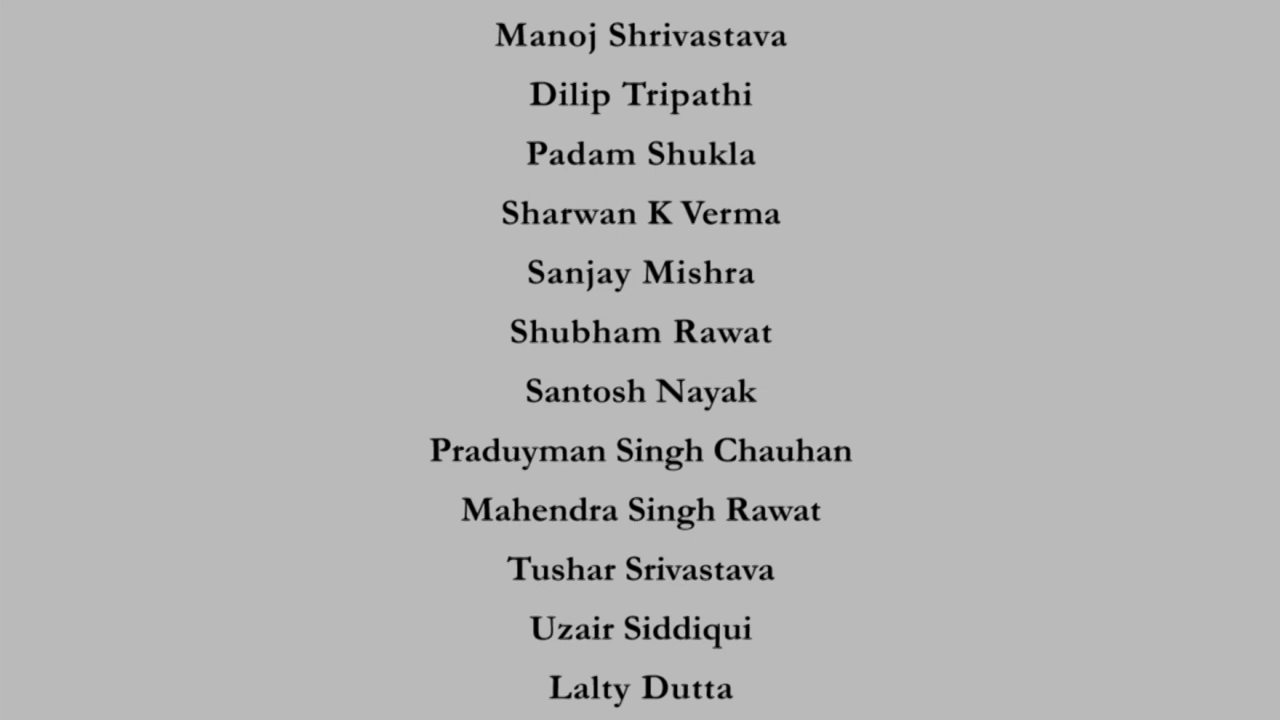 Manoj Shrivastava
Dilip Tripathi
Padam Shukla
Sharwan K Verma
Sanjay Mishra
Shubham Rawat
Santosh Nayak
Praduyman Singh Chauhan
Mahendra Singh Rawat
Tushar Srivastava
Uzair Siddiqui
Lalty Dutta